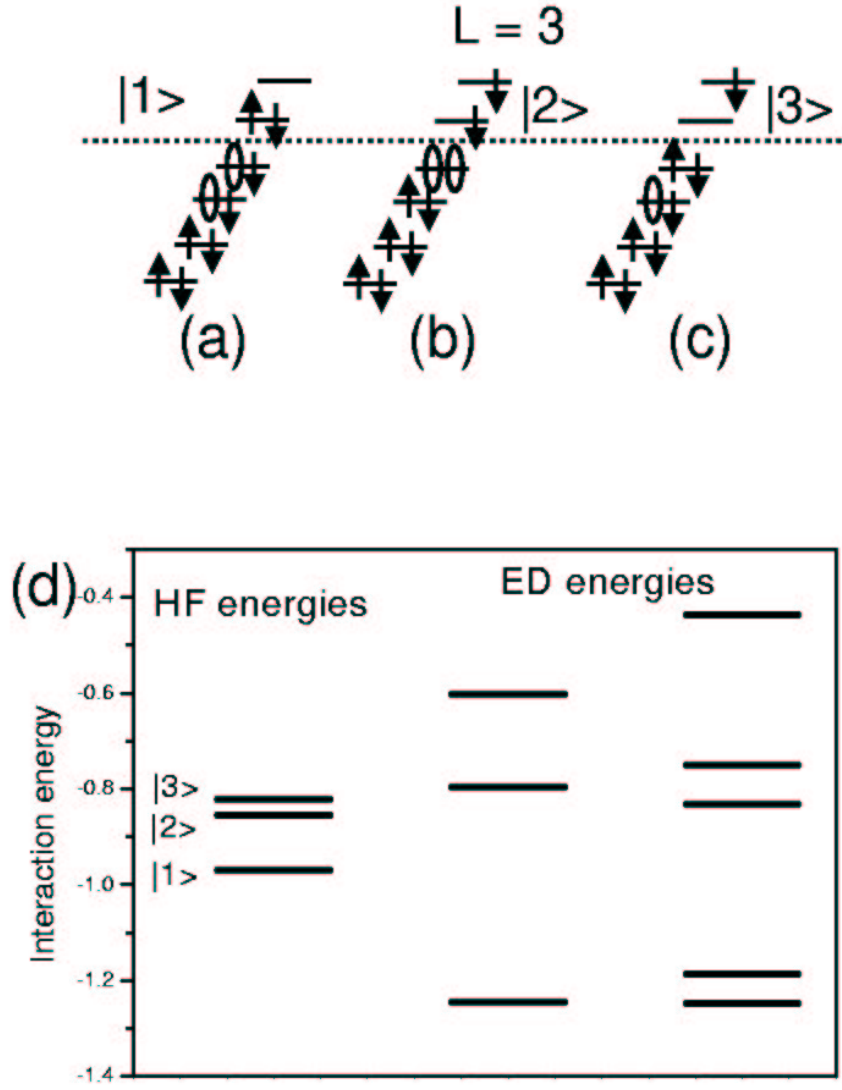 L = 3
|1>
|2>
|3>
(a)
(b)
(c)
(d)
HF energies
ED energies
Interaction energy
-0.4
-0.6
-0.8
-1.0
-1.2
-1.4
|3>
|2>
|1>